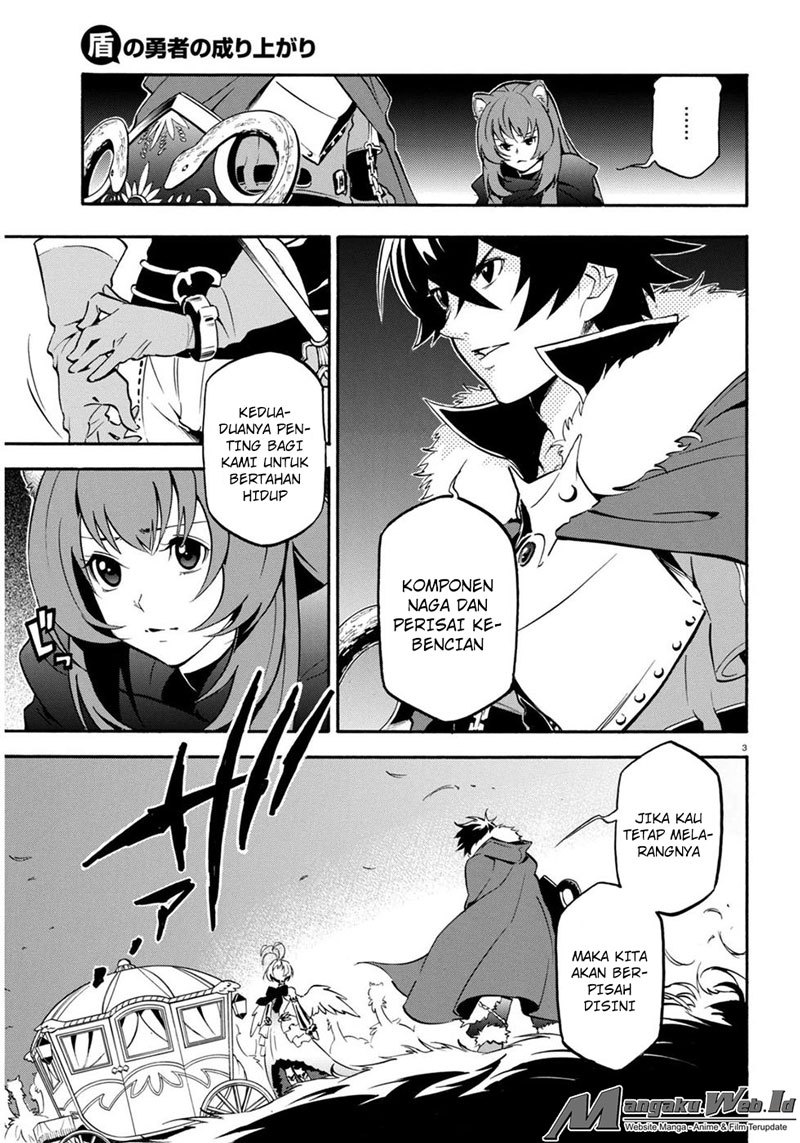 盾の勇者の成り上がり
……
KOMPONEN
NAGA DAN
PERISAI KE-
BENCIAN
KEDUA-
DUANYA PEN-
TING BAGI
KAMI UNTUK
BERTAHAN
HIDUP
じっ
3
JIKA KAU
TETAP MELA-
RANGNYA
MAKA KITA
AKAN BER-
PISAH
DISINI
Mangaku.Web.Id
Website Manga - Anime & Film Terupdate